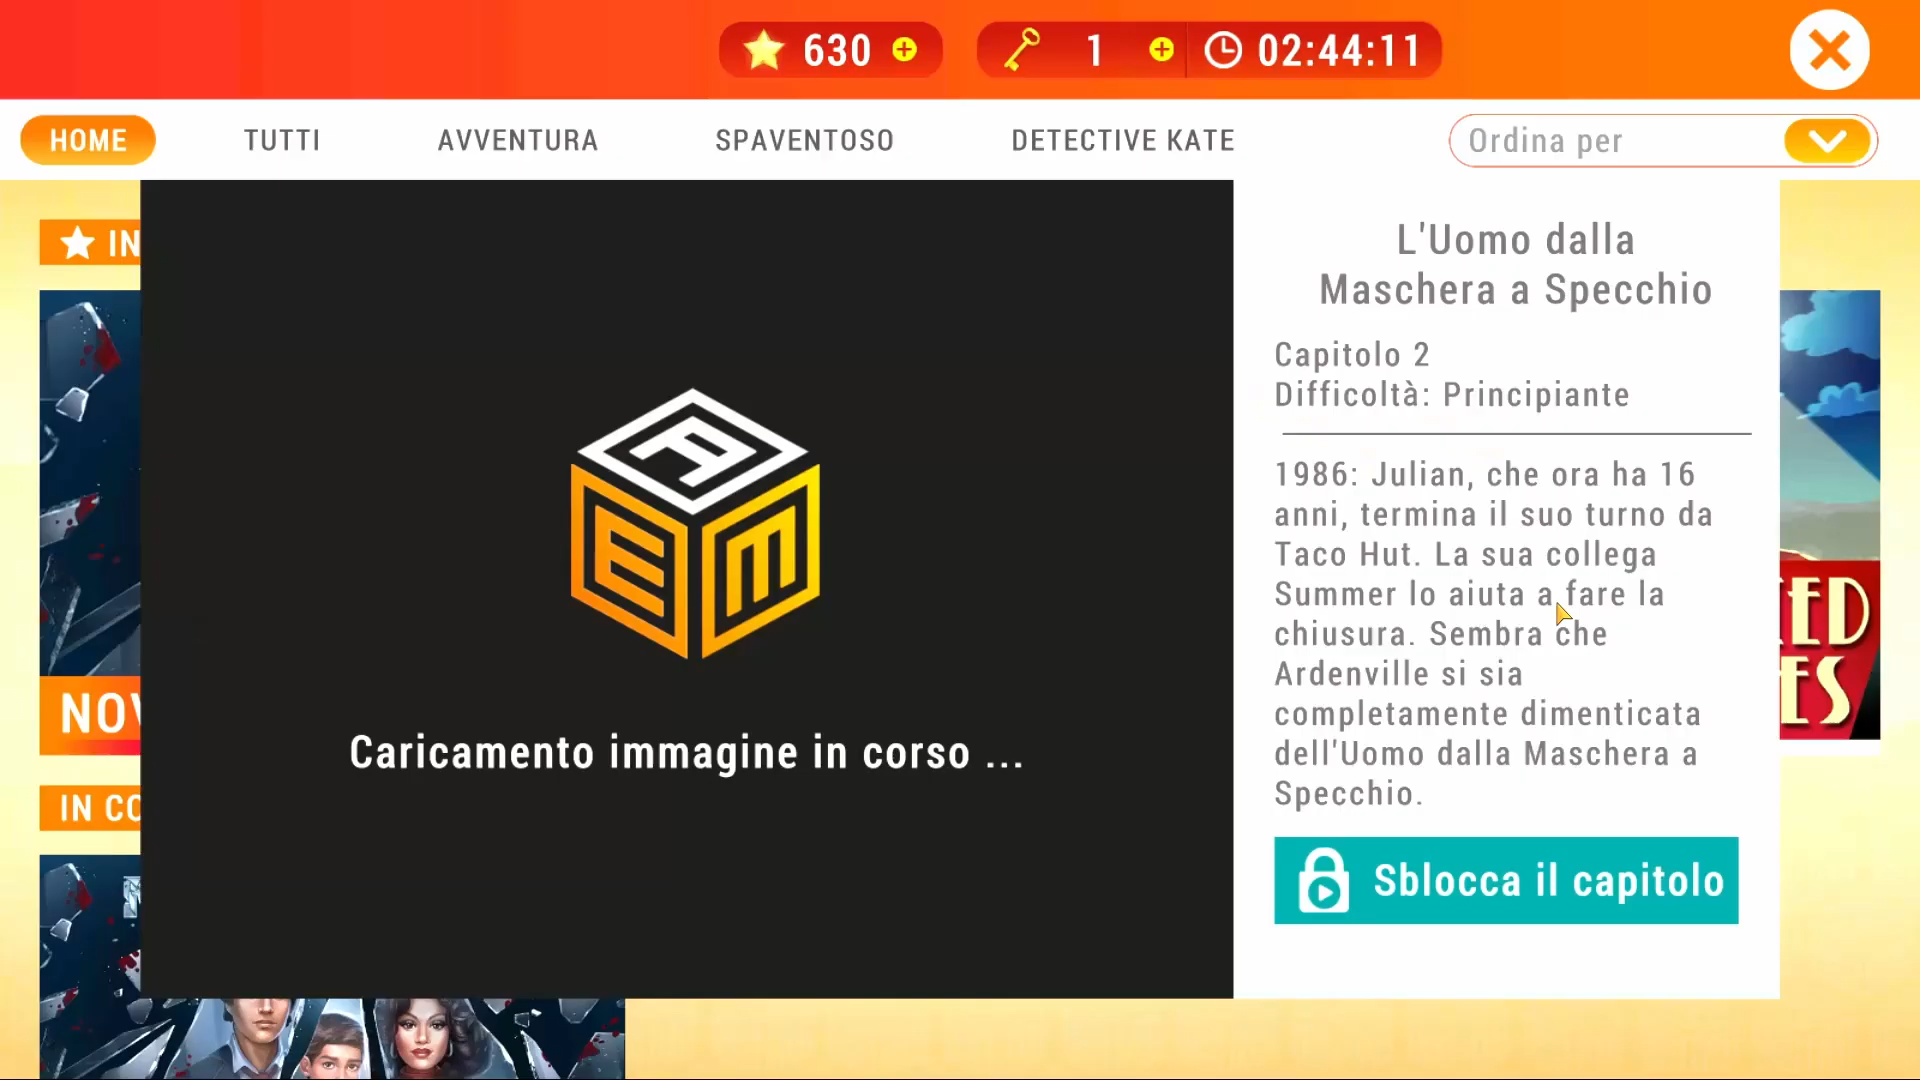 630
1
02:44:11
HOME
TUTTI
AVVENTURA
SPAVENTOSO
DETECTIVE KATE
Ordina per
IN
NOV
IN CO
A
E
M
Caricamento immagine in corso ...
L'Uomo dalla
Maschera a Specchio
Capitolo 2
Difficoltà: Principiante
1986: Julian, che ora ha 16
anni, termina il suo turno da
Taco Hut. La sua collega
Summer lo aiuta a fare la
chiusura. Sembra che
Ardenville si sia
completamente dimenticata
dell'Uomo dalla Maschera a
Specchio.
Sblocca il capitolo
ED
ES